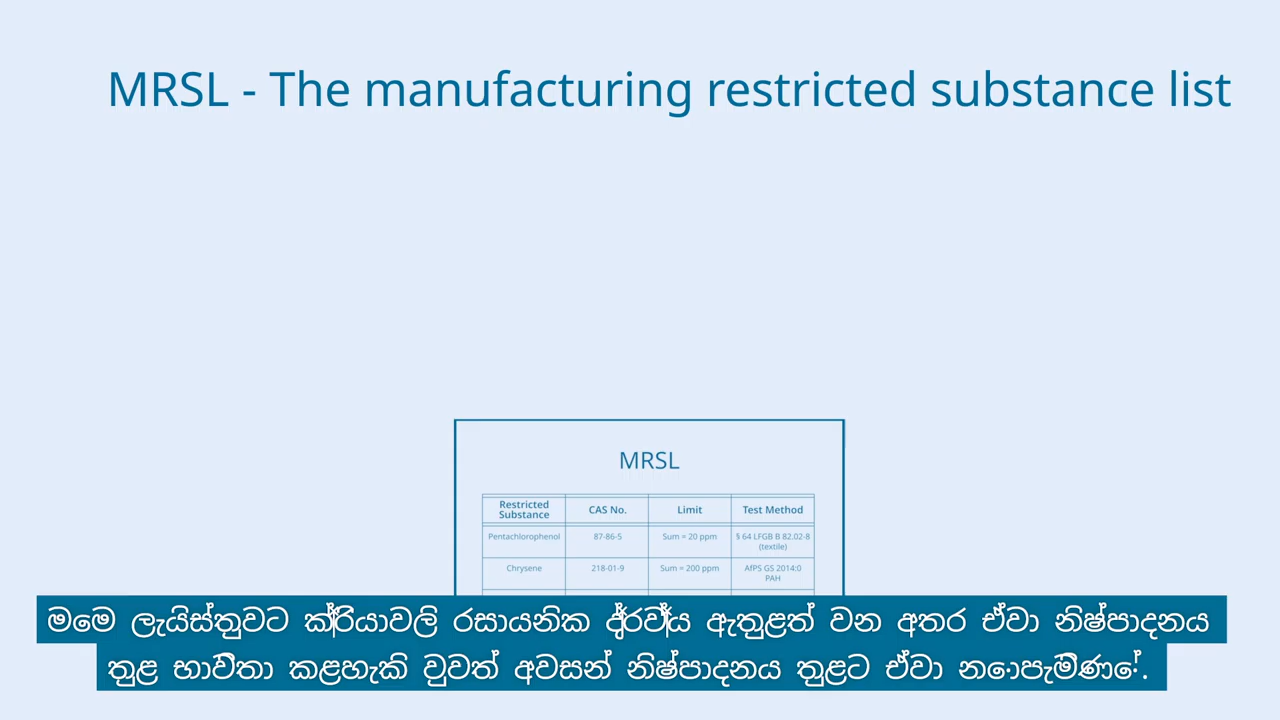 MRSL - The manufacturing restricted substance list
MRSL
Restricted Substance
CAS No.
Limit
Test Method
Pentachlorophenol
87-86-5
Sum = 20 ppm
§ 64 LFGB B 82.02-8 (textile)
Chrysene
218-01-9
Sum = 200 ppm
AfPS GS 2014:0 PAH
මෙම ලැයිස්තුවට ක්‍රියාවලි රසායනික ද්‍රව්‍ය ඇතුළත් වන අතර ඒවා නිෂ්පාදනය
තුළ භාවිතා කළහැකි වුවත් අවසන් නිෂ්පාදනය තුළට ඒවා නොපැමිණේ.